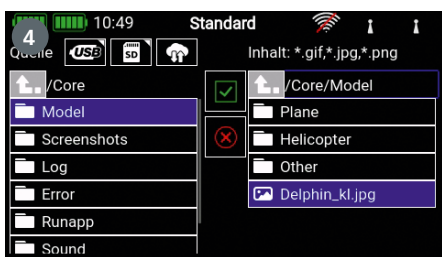 4
10:49 Standard
Quelle USB SD Inhalt: *.gif,*.jpg,*.png
/Core
/Core/Model
Model
Plane
Screenshots
Helicopter
Log
Other
Error
Delphin_kl.jpg
Runapp
Sound